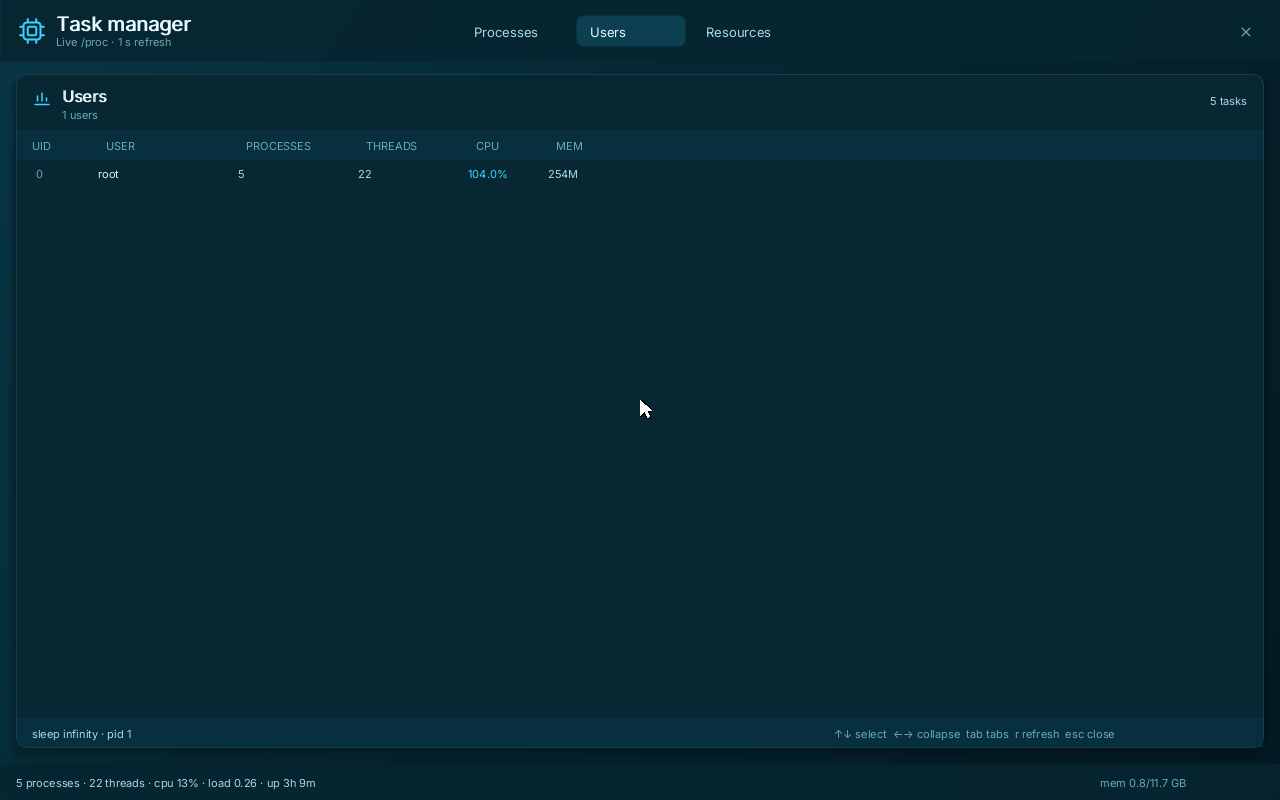 Task manager
Live /proc · 1 s refresh
Processes
Users
Resources
Users
1 users
5 tasks
UID USER PROCESSES THREADS CPU MEM
0 root 5 22 104.0% 254M
sleep infinity · pid 1
↑↓ select ←→ collapse tab tabs r refresh esc close
5 processes · 22 threads · cpu 13% · load 0.26 · up 3h 9m
mem 0.8/11.7 GB